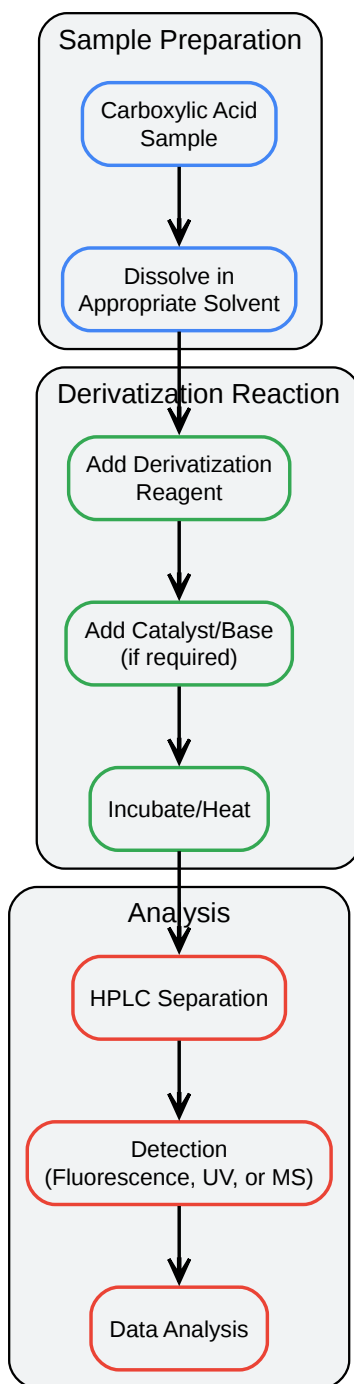 Sample Preparation
Carboxylic Acid
Sample
Dissolve in
Appropriate Solvent
Derivatization Reaction
Add Derivatization
Reagent
Add Catalyst/Base
(if required)
Incubate/Heat
Analysis
HPLC Separation
Detection
(Fluorescence, UV, or MS)
Data Analysis